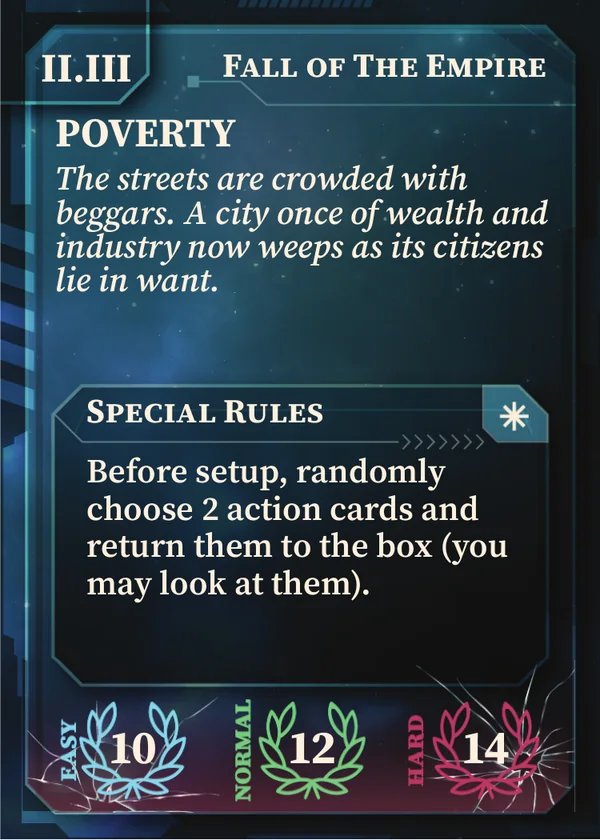 II.III
Fall of The Empire
POVERTY
The streets are crowded with
beggars. A city once of wealth and
industry now weeps as its citizens
lie in want.
Special Rules
Before setup, randomly
choose 2 action cards and
return them to the box (you
may look at them).
EASY 10
NORMAL 12
HARD 14